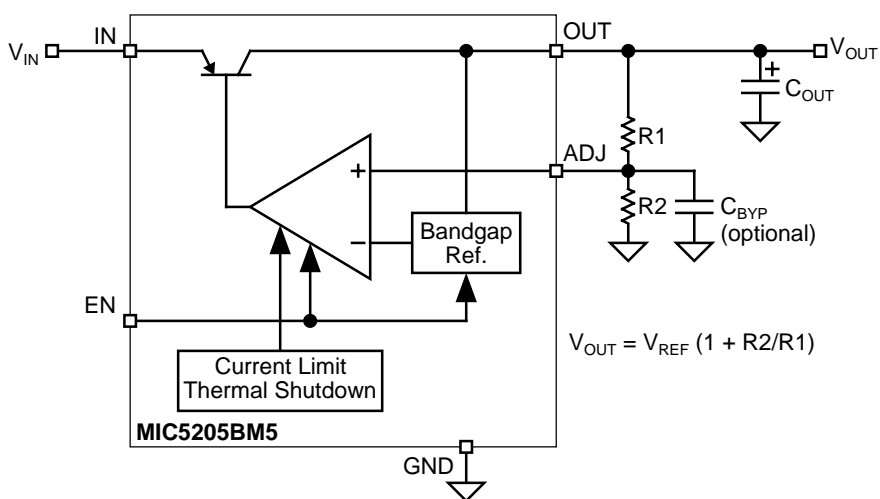 IN
OUT
V_IN
V_OUT
+
C_OUT
R1
ADJ
+
R2
C_BYP
(optional)
–
Bandgap
Ref.
EN
V_OUT = V_REF (1 + R2/R1)
Current Limit
Thermal Shutdown
MIC5205BM5
GND